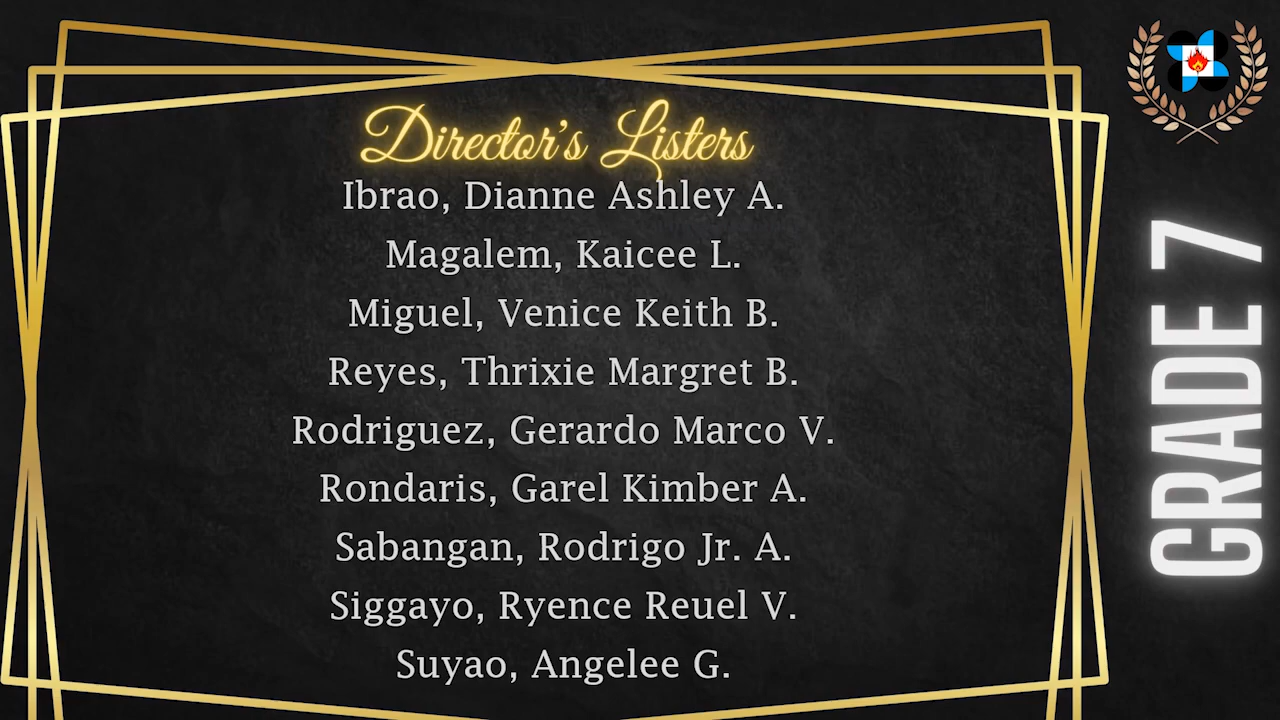 Director's Listers
Ibrao, Dianne Ashley A.
Magalem, Kaicee L.
Miguel, Venice Keith B.
Reyes, Thrixie Margret B.
Rodriguez, Gerardo Marco V.
Rondaris, Garel Kimber A.
Sabangan, Rodrigo Jr. A.
Siggayo, Ryence Reuel V.
Suyao, Angelee G.
GRADE 7